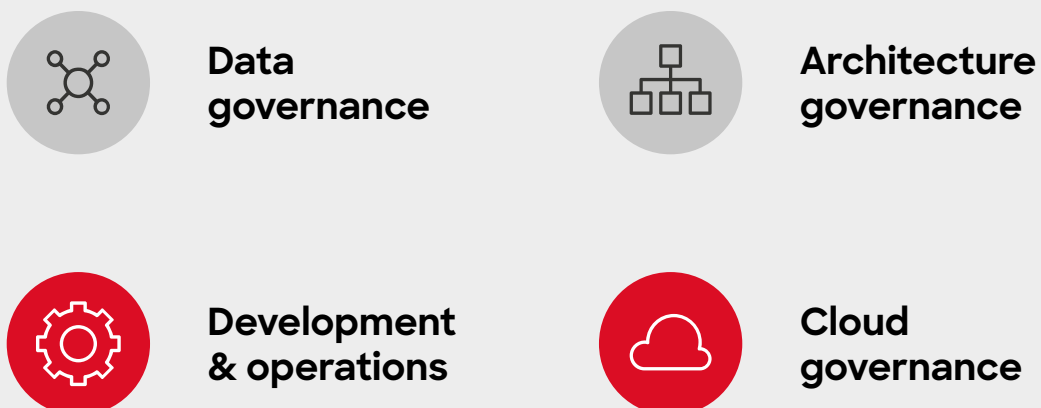 Data
governance
Architecture
governance
Development
& operations
Cloud
governance